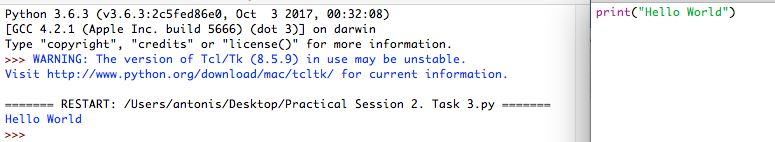 Python 3.6.3 (v3.6.3:2c5fed86e0, Oct  3 2017, 00:32:08)
[GCC 4.2.1 (Apple Inc. build 5666) (dot 3)] on darwin
Type "copyright", "credits" or "license()" for more information.
>>> WARNING: The version of Tcl/Tk (8.5.9) in use may be unstable.
Visit http://www.python.org/download/mac/tcltk/ for current information.

======= RESTART: /Users/antonis/Desktop/Practical Session 2. Task 3.py =======
Hello World
>>>
print("Hello World")